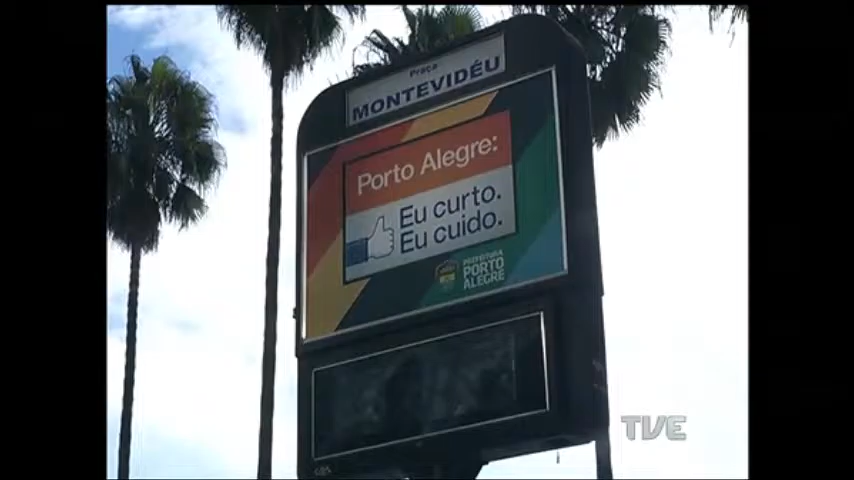 Praça
MONTEVIDÉU
Porto Alegre:
Eu curto.
Eu cuido.
PREFEITURA
PORTO
ALEGRE
TVE